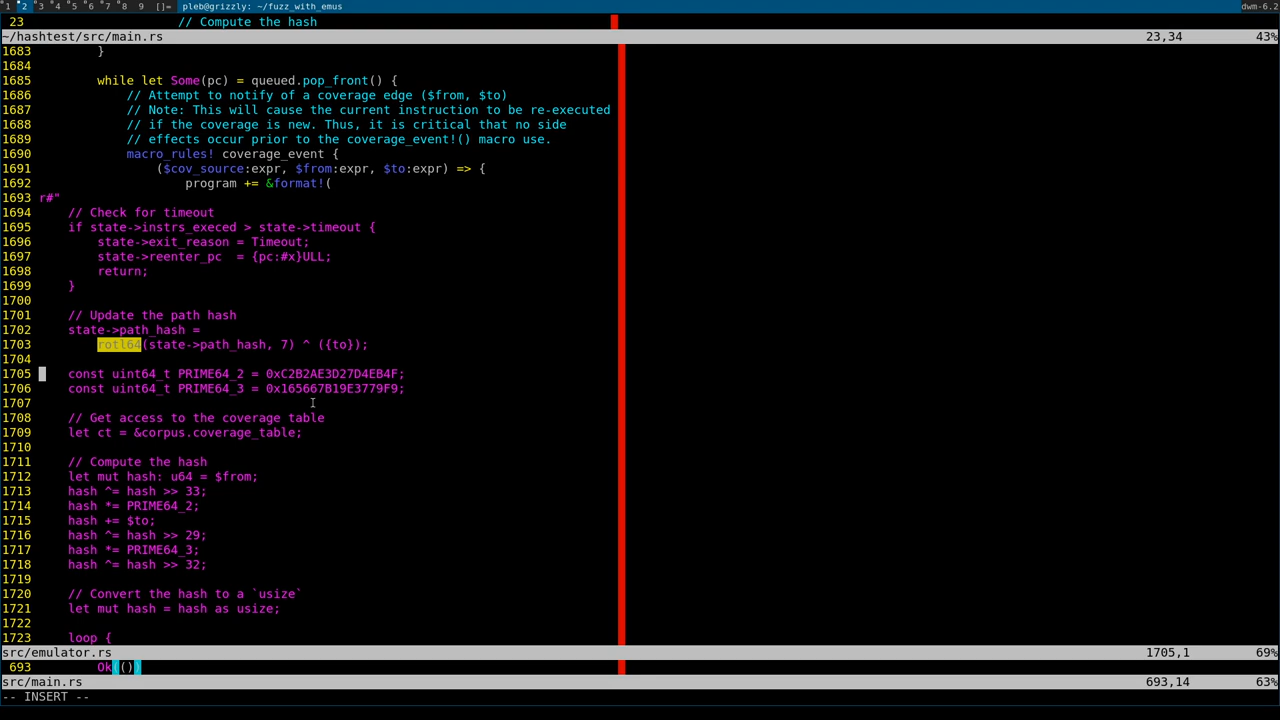 1 2 3 4 5 6 7 8 9 []= pleb@grizzly: ~/fuzz_with_emus dwm-6.2
23 // Compute the hash
~/hashtest/src/main.rs 23,34 43%
1683 }
1684
1685 while let Some(pc) = queued.pop_front() {
1686 // Attempt to notify of a coverage edge ($from, $to)
1687 // Note: This will cause the current instruction to be re-executed
1688 // if the coverage is new. Thus, it is critical that no side
1689 // effects occur prior to the coverage_event!() macro use.
1690 macro_rules! coverage_event {
1691 ($cov_source:expr, $from:expr, $to:expr) => {
1692 program += &format!(
1693 r#"
1694 // Check for timeout
1695 if state->instrs_execed > state->timeout {
1696 state->exit_reason = Timeout;
1697 state->reenter_pc  = {pc:#x}ULL;
1698 return;
1699 }
1700
1701 // Update the path hash
1702 state->path_hash =
1703 rotl64(state->path_hash, 7) ^ ({to});
1704
1705 const uint64_t PRIME64_2 = 0xC2B2AE3D27D4EB4F;
1706 const uint64_t PRIME64_3 = 0x165667B19E3779F9;
1707
1708 // Get access to the coverage table
1709 let ct = &corpus.coverage_table;
1710
1711 // Compute the hash
1712 let mut hash: u64 = $from;
1713 hash ^= hash >> 33;
1714 hash *= PRIME64_2;
1715 hash += $to;
1716 hash ^= hash >> 29;
1717 hash *= PRIME64_3;
1718 hash ^= hash >> 32;
1719
1720 // Convert the hash to a `usize`
1721 let mut hash = hash as usize;
1722
1723 loop {
src/emulator.rs 1705,1 69%
693 Ok(())
src/main.rs 693,14 63%
-- INSERT --